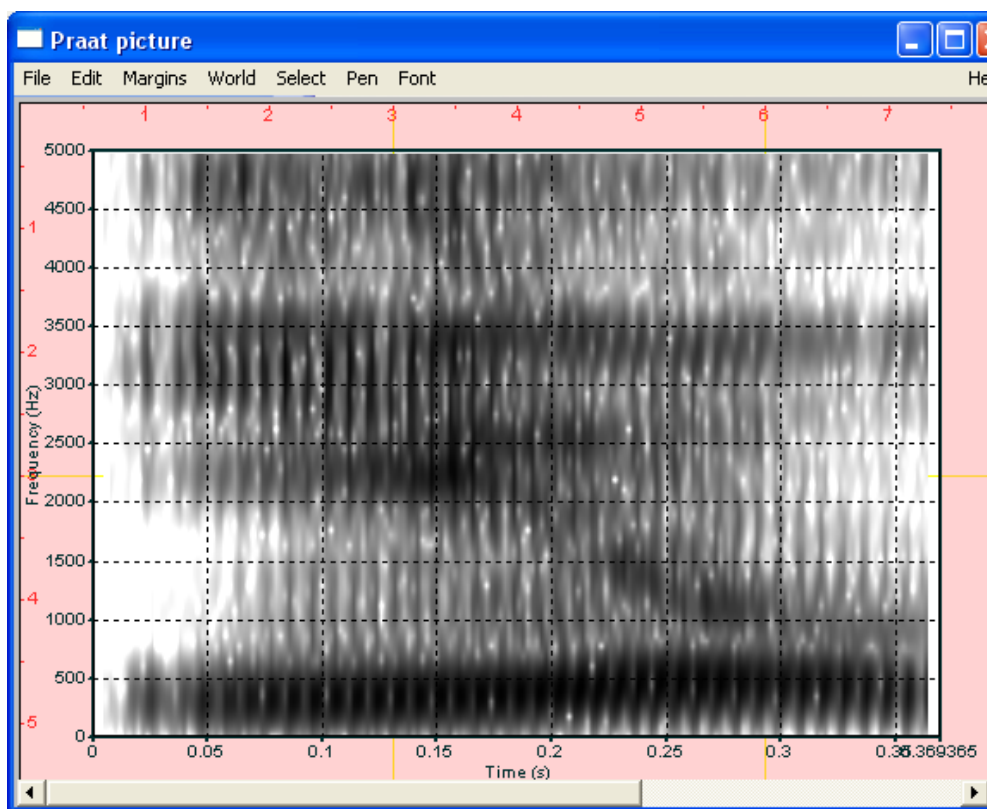 Praat picture
File Edit Margins World Select Pen Font He
1 2 3 4 5 6 7
5000
4500
1
4000
3500
2
3000
Frequency (Hz)
2500
2000
1500
4
1000
500
5
0
0 0.05 0.1 0.15 0.2 0.25 0.3
Time (s)